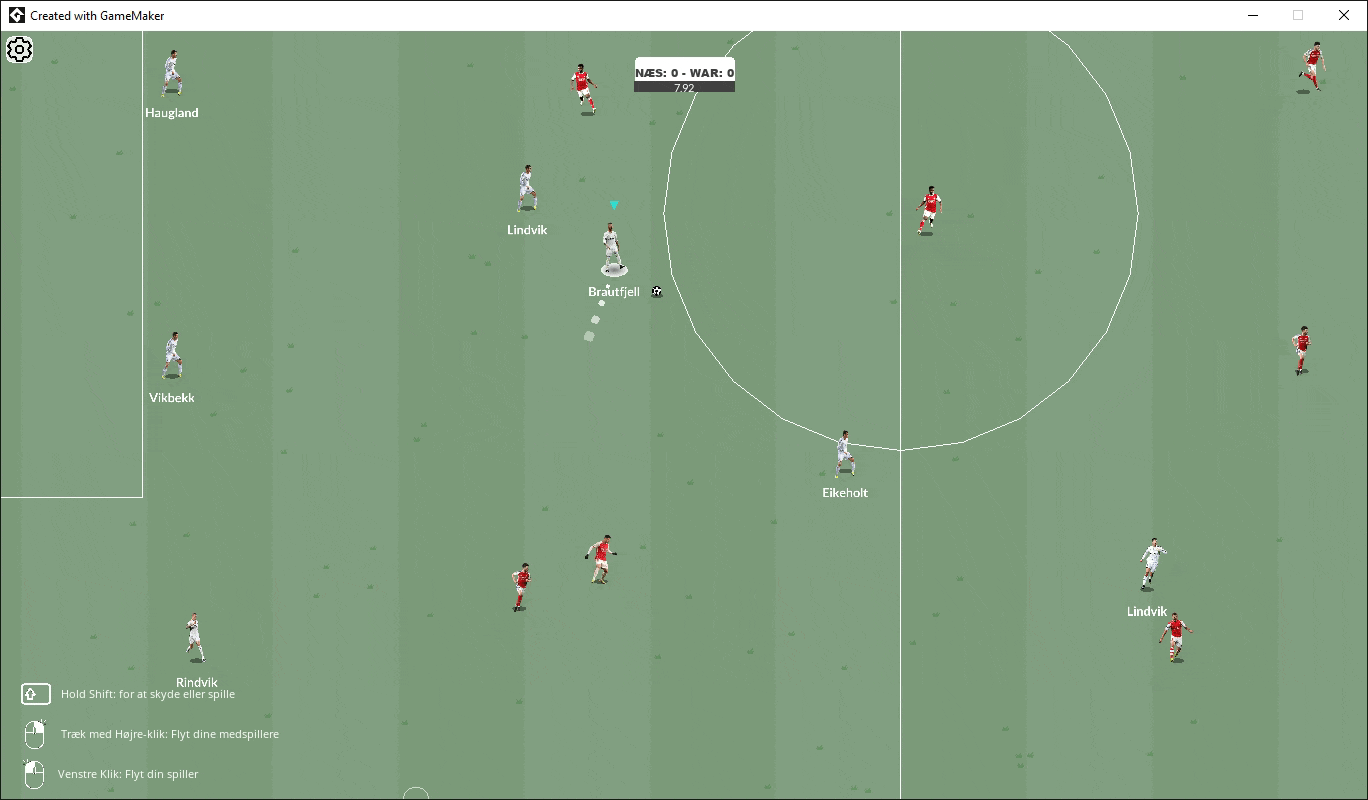 Created with GameMaker
NÆS: 0 - WAR: 0
7.92
Haugland
Lindvik
Brautfjell
Vikbekk
Eikeholt
Lindvik
Rindvik
Hold Shift: for at skyde eller spille
Træk med Højre-klik: Flyt dine medspillere
Venstre Klik: Flyt din spiller